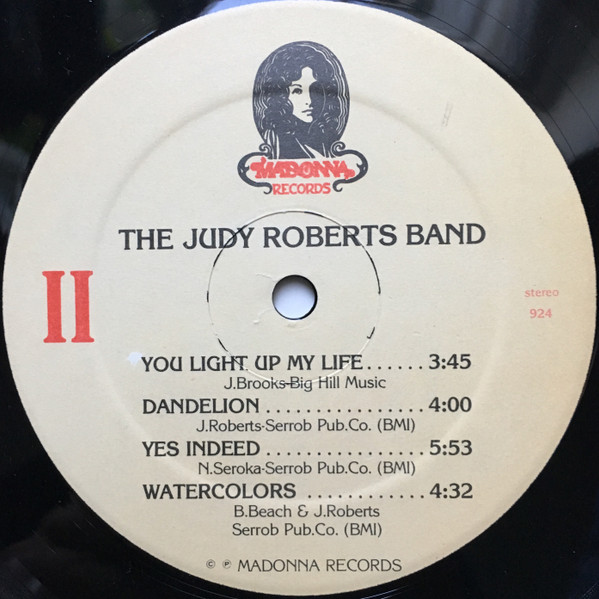 MADONNA
RECORDS
THE JUDY ROBERTS BAND
II
stereo
924
YOU LIGHT UP MY LIFE...... 3:45
J.Brooks-Big Hill Music
DANDELION .................. 4:00
J.Roberts-Serrob Pub.Co. (BMI)
YES INDEED .................. 5:53
N.Seroka-Serrob Pub.Co. (BMI)
WATERCOLORS ............. 4:32
B.Beach & J.Roberts
Serrob Pub.Co. (BMI)
© ℗ MADONNA RECORDS